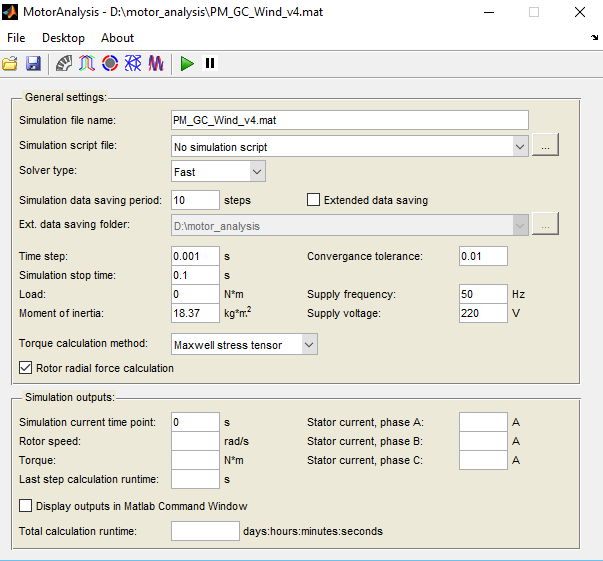 MotorAnalysis - D:\motor_analysis\PM_GC_Wind_v4.mat
File Desktop About
General settings:
Simulation file name: PM_GC_Wind_v4.mat
Simulation script file: No simulation script ...
Solver type: Fast
Simulation data saving period: 10 steps Extended data saving
Ext. data saving folder: D:\motor_analysis ...
Time step: 0.001 s Convergance tolerance: 0.01
Simulation stop time: 0.1 s
Load: 0 N*m Supply frequency: 50 Hz
Moment of inertia: 18.37 kg*m² Supply voltage: 220 V
Torque calculation method: Maxwell stress tensor
Rotor radial force calculation
Simulation outputs:
Simulation current time point: 0 s Stator current, phase A: A
Rotor speed: rad/s Stator current, phase B: A
Torque: N*m Stator current, phase C: A
Last step calculation runtime: s
Display outputs in Matlab Command Window
Total calculation runtime: days:hours:minutes:seconds